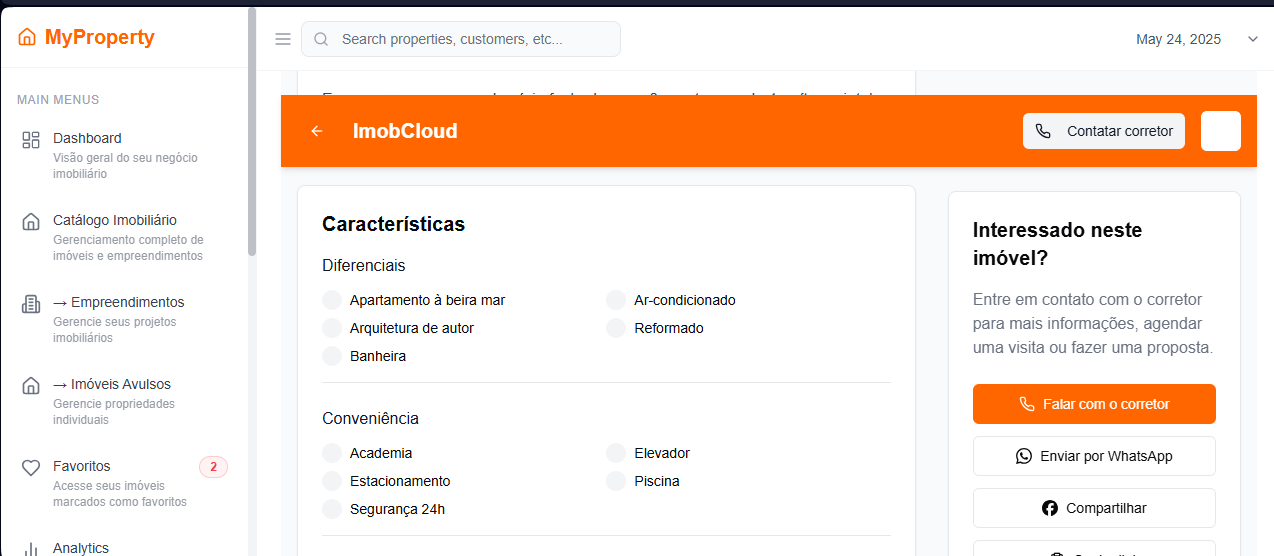 MyProperty
Search properties, customers, etc...
May 24, 2025
MAIN MENUS
Dashboard
Visão geral do seu negócio
imobiliário
Catálogo Imobiliário
Gerenciamento completo de
imóveis e empreendimentos
→ Empreendimentos
Gerencie seus projetos
imobiliários
→ Imóveis Avulsos
Gerencie propriedades
individuais
Favoritos
2
Acesse seus imóveis
marcados como favoritos
Analytics
← ImobCloud
Contatar corretor
Características
Diferenciais
Apartamento à beira mar
Ar-condicionado
Arquitetura de autor
Reformado
Banheira
Conveniência
Academia
Elevador
Estacionamento
Piscina
Segurança 24h
Interessado neste
imóvel?
Entre em contato com o corretor
para mais informações, agendar
uma visita ou fazer uma proposta.
Falar com o corretor
Enviar por WhatsApp
Compartilhar